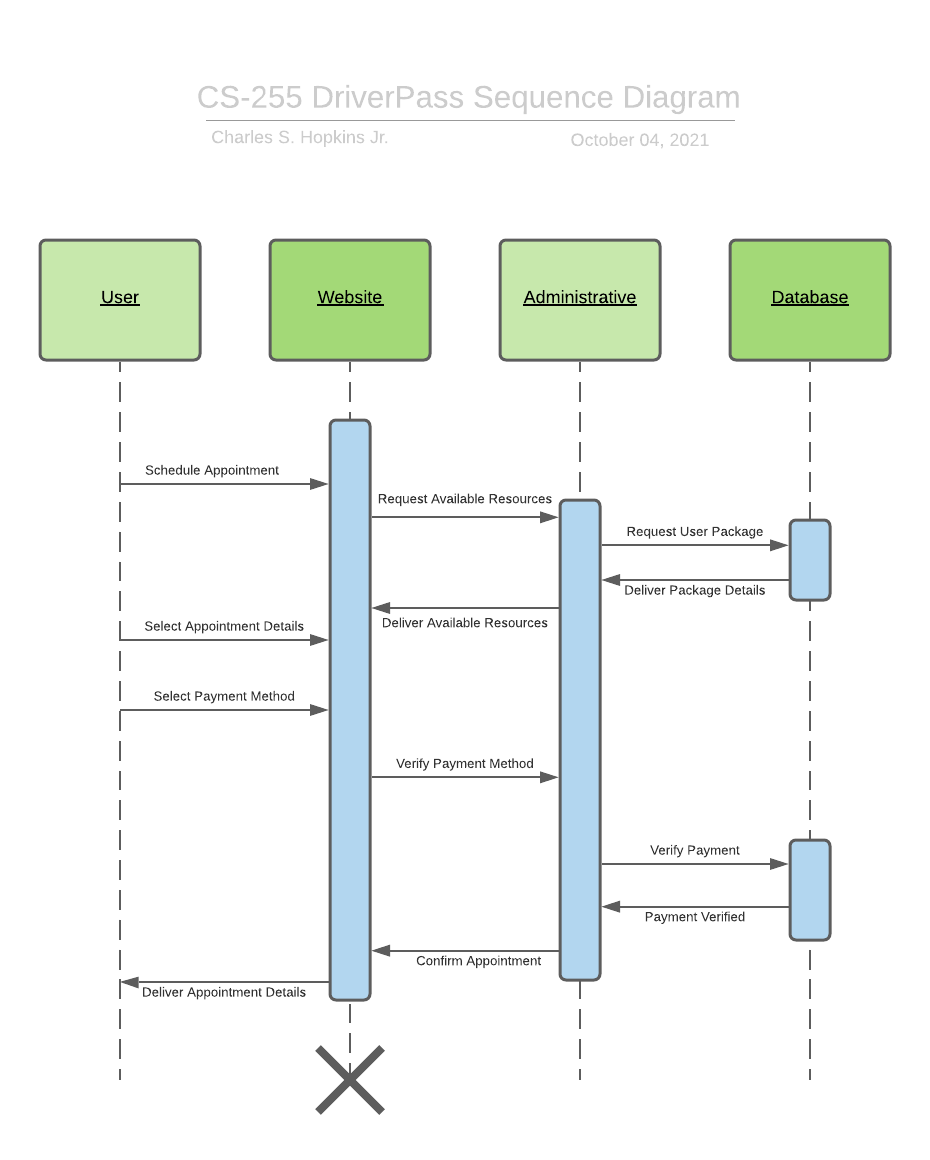 CS-255 DriverPass Sequence Diagram
Charles S. Hopkins Jr.
October 04, 2021
User
Website
Administrative
Database
Schedule Appointment
Request Available Resources
Request User Package
Deliver Package Details
Deliver Available Resources
Select Appointment Details
Select Payment Method
Verify Payment Method
Verify Payment
Payment Verified
Confirm Appointment
Deliver Appointment Details